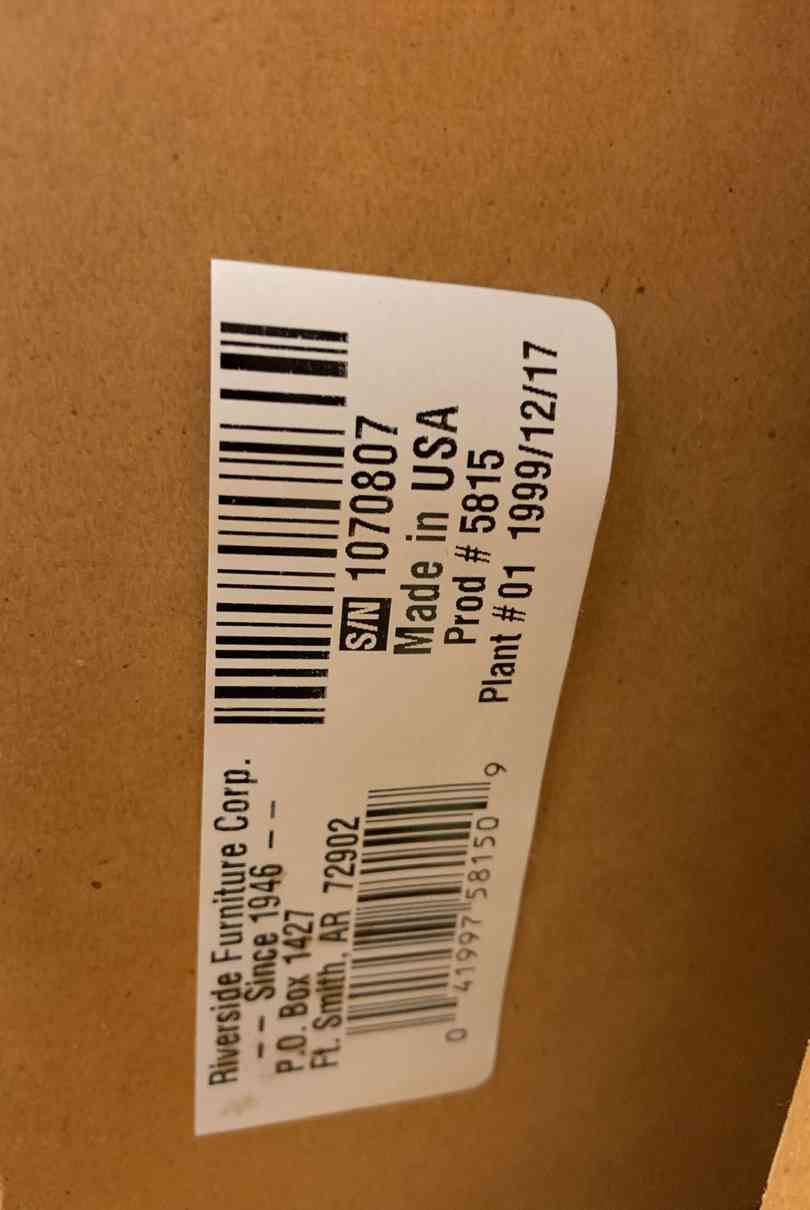 Riverside Furniture Corp.
-- Since 1946 --
P.O. Box 1427
Ft. Smith, AR 72902
0 41997 58150 9
S/N 1070807
Made in USA
Prod # 5815
Plant # 01 1999/12/17